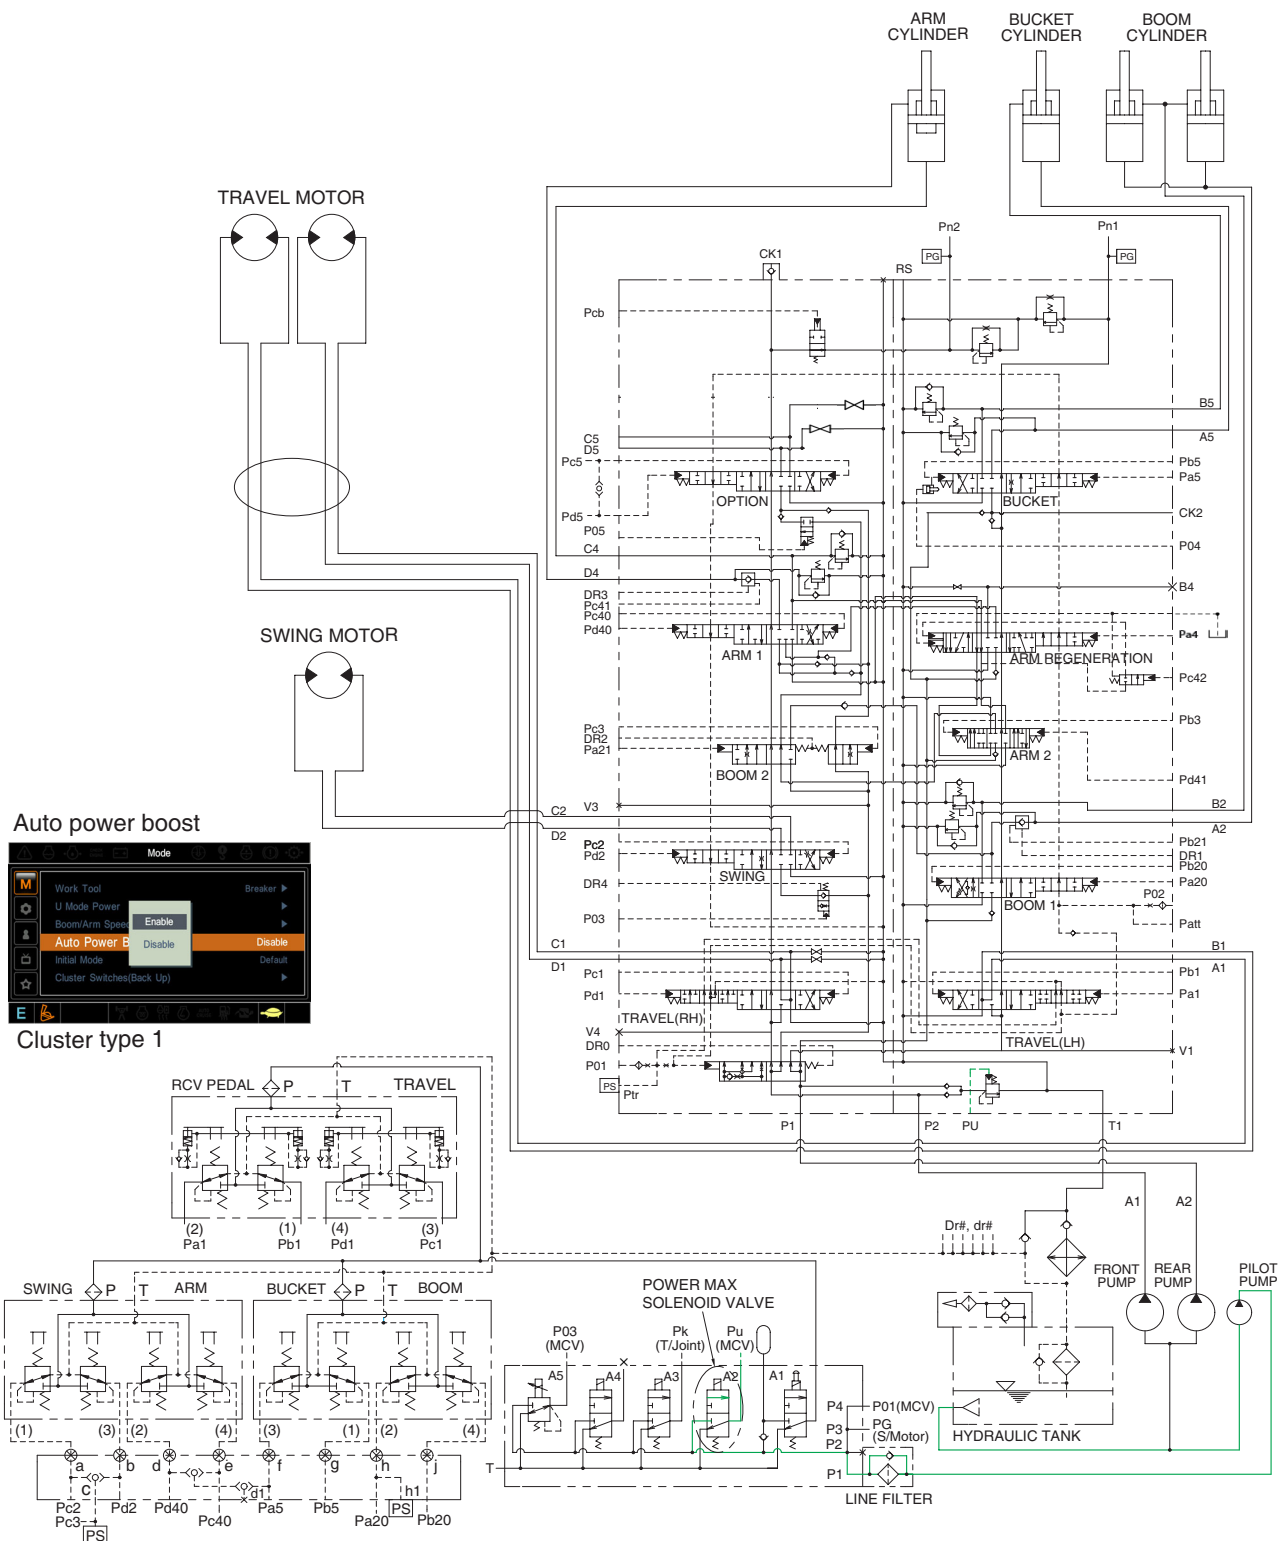 ARM
CYLINDER
BUCKET
CYLINDER
BOOM
CYLINDER
TRAVEL MOTOR
Pn2
Pn1
CK1
PG
PG
RS
Pcb
B5
C5
D5
A5
Pc5
Pb5
Pa5
OPTION
BUCKET
Pd5
CK2
P05
C4
P04
D4
B4
DR3
Pc41
Pc40
Pd40
Pa4
SWING MOTOR
ARM 1
ARM REGENERATION
Pc42
Pc3
DR2
Pa21
Pb3
BOOM 2
ARM 2
Pd41
V3
C2
B2
D2
A2
Auto power boost
Mode
Pc2
Pd2
Pb21
DR1
Pb20
Pa20
SWING
DR4
BOOM 1
P02
P03
Patt
M
Work Tool
Breaker
U Mode Power
Boom/Arm Speed
Enable
Auto Power B
Disable
Disable
Initial Mode
Default
Cluster Switches(Back Up)
E
C1
B1
D1
A1
Pc1
Pb1
Pd1
Pa1
Cluster type 1
TRAVEL(RH)
V4
TRAVEL(LH)
DR0
V1
P01
PS
Ptr
RCV PEDAL
P
T
TRAVEL
P1
P2
PU
T1
(2)
(1)
(4)
(3)
Pa1
Pb1
Pd1
Pc1
A1
A2
Dr#, dr#
FRONT
PUMP
REAR
PUMP
PILOT
PUMP
SWING
P
T
ARM
BUCKET
P
T
BOOM
POWER MAX
SOLENOID VALVE
P03
(MCV)
Pk
(T/Joint)
Pu
(MCV)
A5
A4
A3
A2
A1
P4
P01(MCV)
P3
PG
(S/Motor)
P2
P1
HYDRAULIC TANK
LINE FILTER
T
(1)
(3)
(2)
(4)
(3)
(1)
(2)
(4)
a
b
d
e
f
g
h
j
c
d1
h1
Pc2
Pd2
Pd40
Pc40
Pa5
Pb5
Pa20
PS
Pb20
Pc3
PS